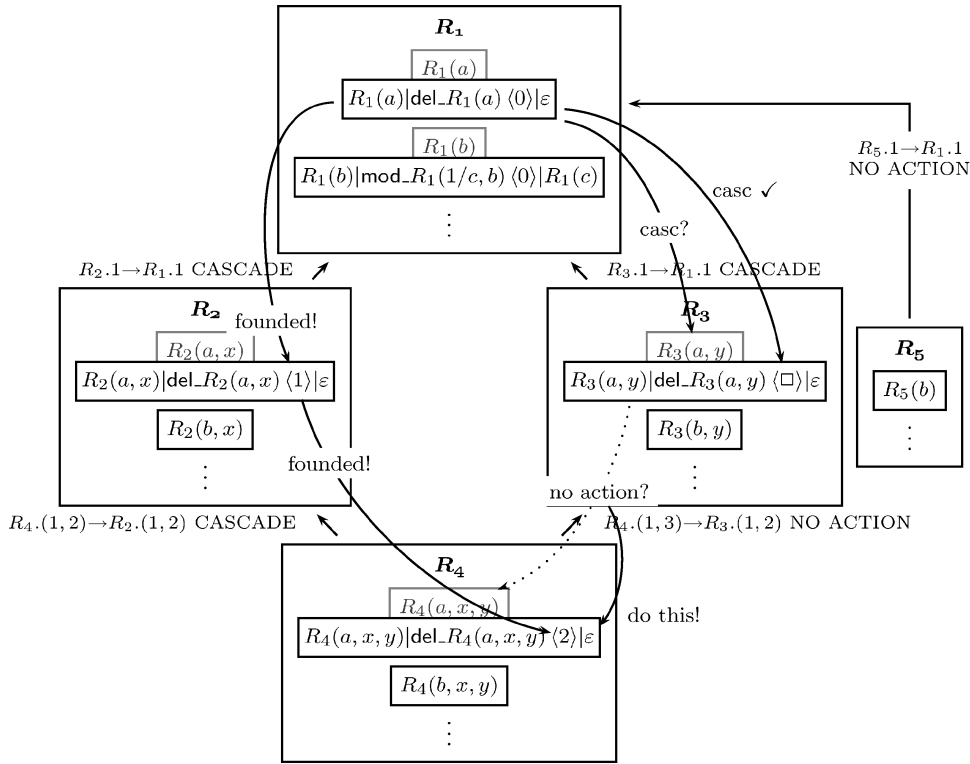 R₁
R₁(a)
R₁(a)|del_R₁(a) ⟨0⟩|ε
R₁(b)
R₁(b)|mod_R₁(1/c, b) ⟨0⟩|R₁(c)
⋮
R₅.1→R₁.1
NO ACTION
casc ✓
casc?
R₂.1→R₁.1 CASCADE
R₃.1→R₁.1 CASCADE
R₂
founded!
R₂(a, x)
R₂(a, x)|del_R₂(a, x) ⟨1⟩|ε
R₂(b, x)
⋮
founded!
R₃
R₃(a, y)
R₃(a, y)|del_R₃(a, y) ⟨□⟩|ε
R₃(b, y)
⋮
no action?
R₅
R₅(b)
⋮
R₄.(1, 2)→R₂.(1, 2) CASCADE
R₄.(1, 3)→R₃.(1, 2) NO ACTION
R₄
R₄(a, x, y)
R₄(a, x, y)|del_R₄(a, x, y) ⟨2⟩|ε
do this!
R₄(b, x, y)
⋮